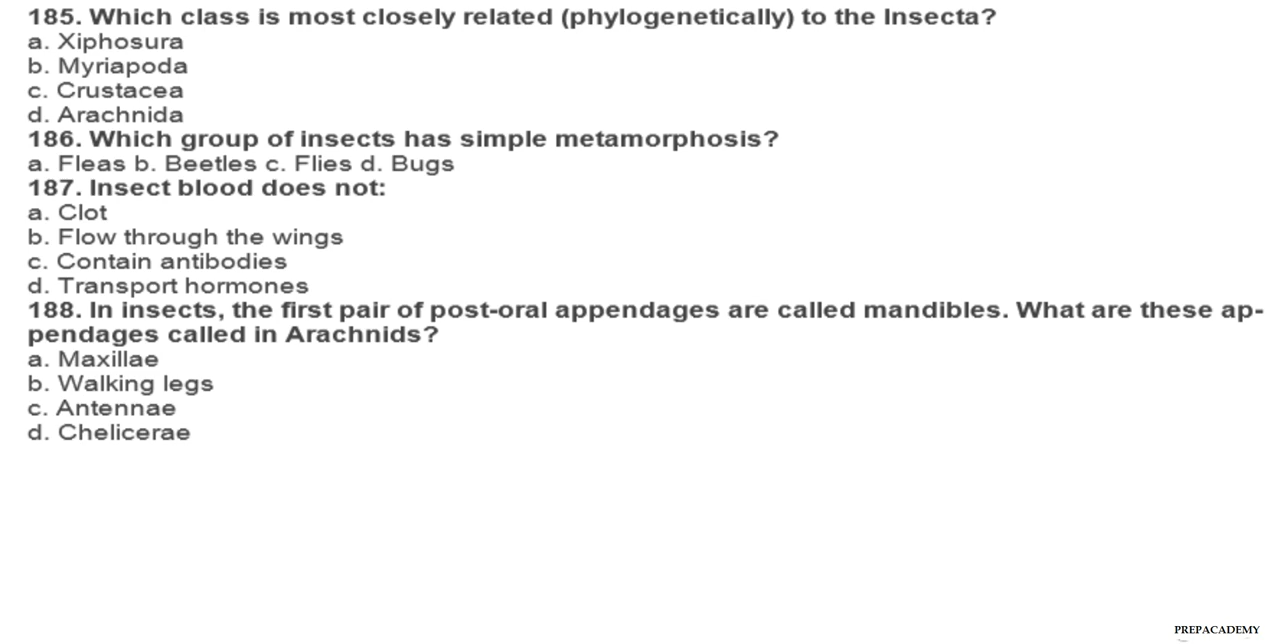 185. Which class is most closely related (phylogenetically) to the Insecta?
a. Xiphosura
b. Myriapoda
c. Crustacea
d. Arachnida
186. Which group of insects has simple metamorphosis?
a. Fleas b. Beetles c. Flies d. Bugs
187. Insect blood does not:
a. Clot
b. Flow through the wings
c. Contain antibodies
d. Transport hormones
188. In insects, the first pair of post-oral appendages are called mandibles. What are these ap-
pendages called in Arachnids?
a. Maxillae
b. Walking legs
c. Antennae
d. Chelicerae
PREPACADEMY